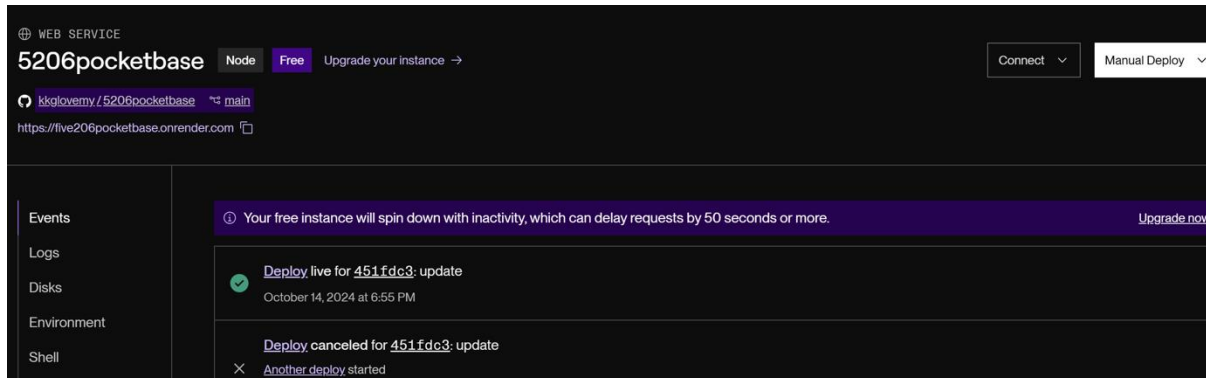 WEB SERVICE
5206pocketbase Node Free Upgrade your instance → Connect Manual Deploy
kkglovemy / 5206pocketbase main
https://five206pocketbase.onrender.com
Events
Your free instance will spin down with inactivity, which can delay requests by 50 seconds or more. Upgrade now
Logs
Deploy live for 451fdc3: update
Disks
October 14, 2024 at 6:55 PM
Environment
Deploy canceled for 451fdc3: update
Shell
Another deploy started